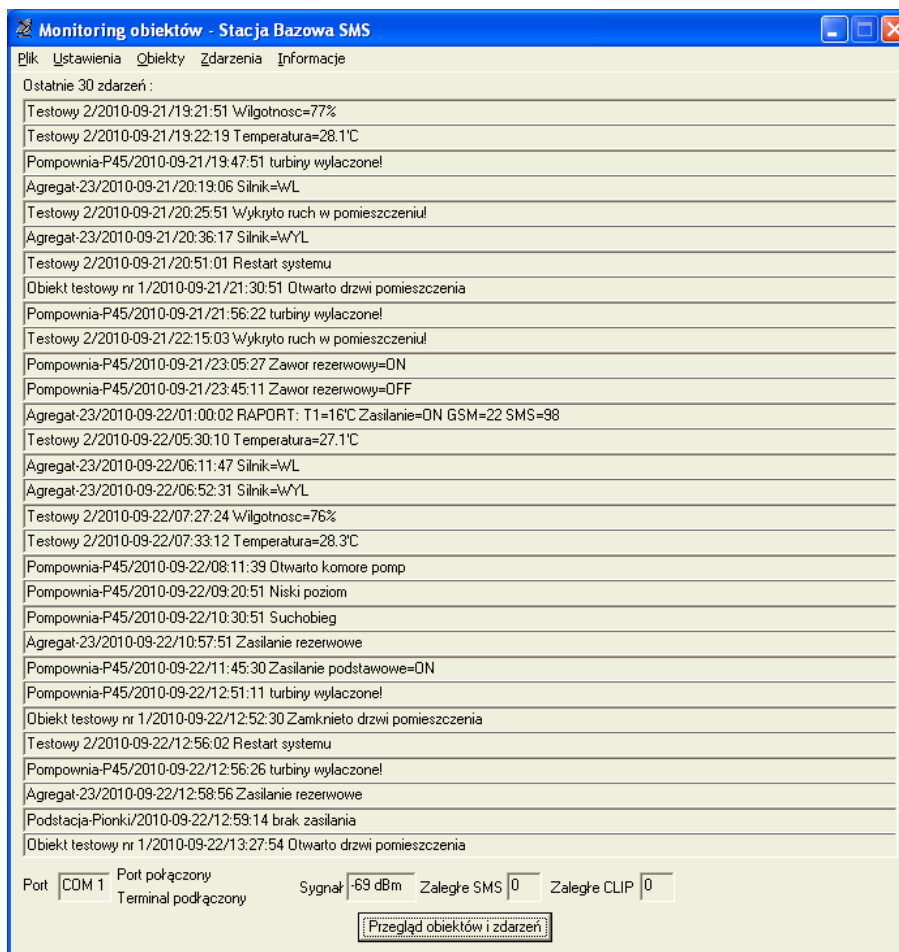 Monitoring obiektów - Stacja Bazowa SMS
Plik Ustawienia Obiekty Zdarzenia Informacje
Ostatnie 30 zdarzeń :
Testowy 2/2010-09-21/19:21:51 Wilgotnosc=77%
Testowy 2/2010-09-21/19:22:19 Temperatura=28.1'C
Pompownia-P45/2010-09-21/19:47:51 turbiny wylaczone!
Agregat-23/2010-09-21/20:19:06 Silnik=WL
Testowy 2/2010-09-21/20:25:51 Wykryto ruch w pomieszczeniu!
Agregat-23/2010-09-21/20:36:17 Silnik=WYL
Testowy 2/2010-09-21/20:51:01 Restart systemu
Obiekt testowy nr 1/2010-09-21/21:30:51 Otwarto drzwi pomieszczenia
Pompownia-P45/2010-09-21/21:56:22 turbiny wylaczone!
Testowy 2/2010-09-21/22:15:03 Wykryto ruch w pomieszczeniu!
Pompownia-P45/2010-09-21/23:05:27 Zawor rezerwowy=ON
Pompownia-P45/2010-09-21/23:45:11 Zawor rezerwowy=OFF
Agregat-23/2010-09-22/01:00:02 RAPORT: T1=16'C Zasilanie=ON GSM=22 SMS=98
Testowy 2/2010-09-22/05:30:10 Temperatura=27.1'C
Agregat-23/2010-09-22/06:11:47 Silnik=WL
Agregat-23/2010-09-22/06:52:31 Silnik=WYL
Testowy 2/2010-09-22/07:27:24 Wilgotnosc=76%
Testowy 2/2010-09-22/07:33:12 Temperatura=28.3'C
Pompownia-P45/2010-09-22/08:11:39 Otwarto komore pomp
Pompownia-P45/2010-09-22/09:20:51 Niski poziom
Pompownia-P45/2010-09-22/10:30:51 Suchobieg
Agregat-23/2010-09-22/10:57:51 Zasilanie rezerwowe
Pompownia-P45/2010-09-22/11:45:30 Zasilanie podstawowe=ON
Pompownia-P45/2010-09-22/12:51:11 turbiny wylaczone!
Obiekt testowy nr 1/2010-09-22/12:52:30 Zamknieto drzwi pomieszczenia
Testowy 2/2010-09-22/12:56:02 Restart systemu
Pompownia-P45/2010-09-22/12:56:26 turbiny wylaczone!
Agregat-23/2010-09-22/12:58:56 Zasilanie rezerwowe
Podstacja-Pionki/2010-09-22/12:59:14 brak zasilania
Obiekt testowy nr 1/2010-09-22/13:27:54 Otwarto drzwi pomieszczenia
Port COM 1 Port połączony
Terminal podłączony
Sygnał -69 dBm Zaległe SMS 0 Zaległe CLIP 0
Przegląd obiektów i zdarzeń